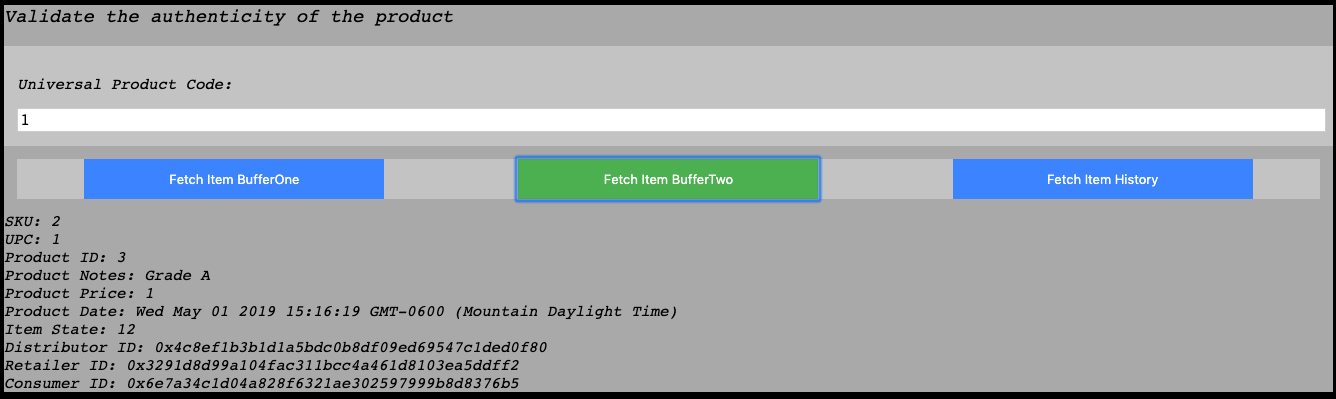 Validate the authenticity of the product
Universal Product Code:
1
Fetch Item BufferOne
Fetch Item BufferTwo
Fetch Item History
SKU: 2
UPC: 1
Product ID: 3
Product Notes: Grade A
Product Price: 1
Product Date: Wed May 01 2019 15:16:19 GMT-0600 (Mountain Daylight Time)
Item State: 12
Distributor ID: 0x4c8ef1b3b1d1a5bdc0b8df09ed69547c1ded0f80
Retailer ID: 0x3291d8d99a104fac311bcc4a461d8103ea5ddff2
Consumer ID: 0x6e7a34c1d04a828f6321ae302597999b8d8376b5